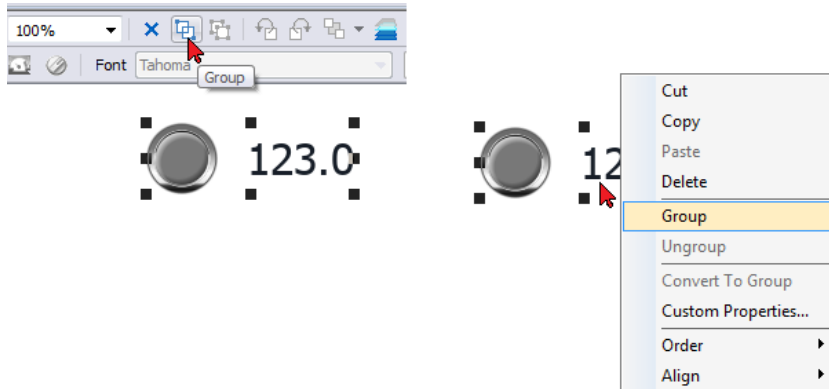 100%
Font Tahoma
Group
123.0
12
Cut
Copy
Paste
Delete
Group
Ungroup
Convert To Group
Custom Properties...
Order
Align